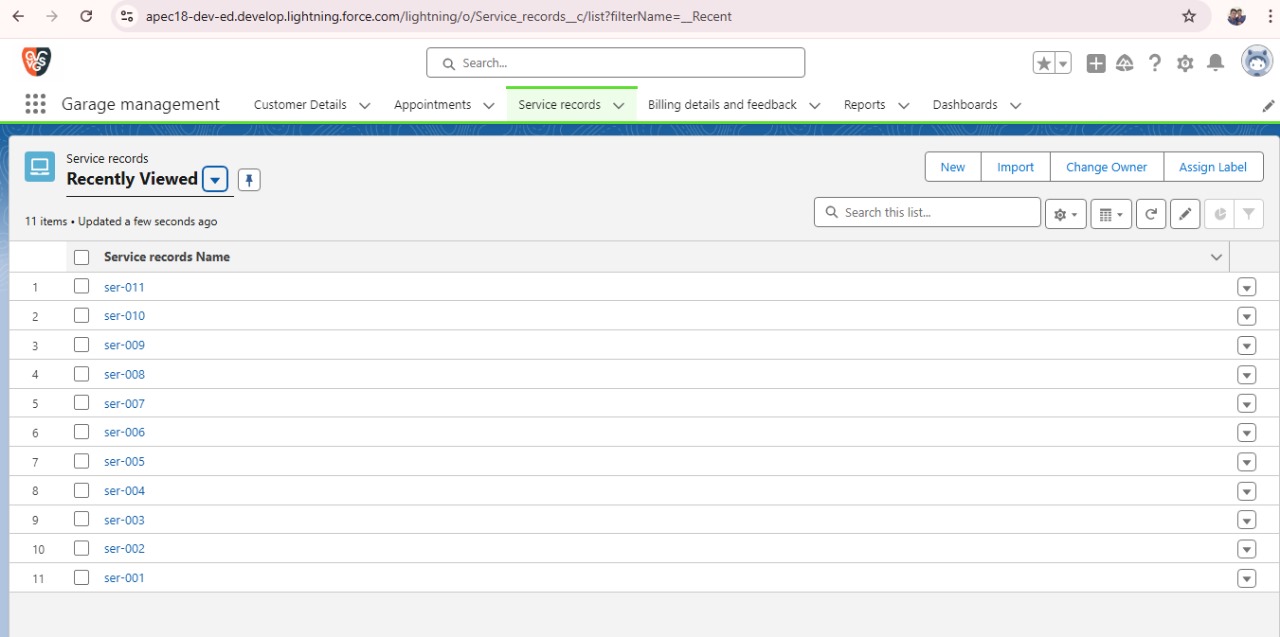 apec18-dev-ed.develop.lightning.force.com/lightning/o/Service_records__c/list?filterName=__Recent
Search...
Garage management Customer Details Appointments Service records Billing details and feedback Reports Dashboards
Service records
Recently Viewed
New Import Change Owner Assign Label
11 items • Updated a few seconds ago
Search this list...
Service records Name
1 ser-011
2 ser-010
3 ser-009
4 ser-008
5 ser-007
6 ser-006
7 ser-005
8 ser-004
9 ser-003
10 ser-002
11 ser-001